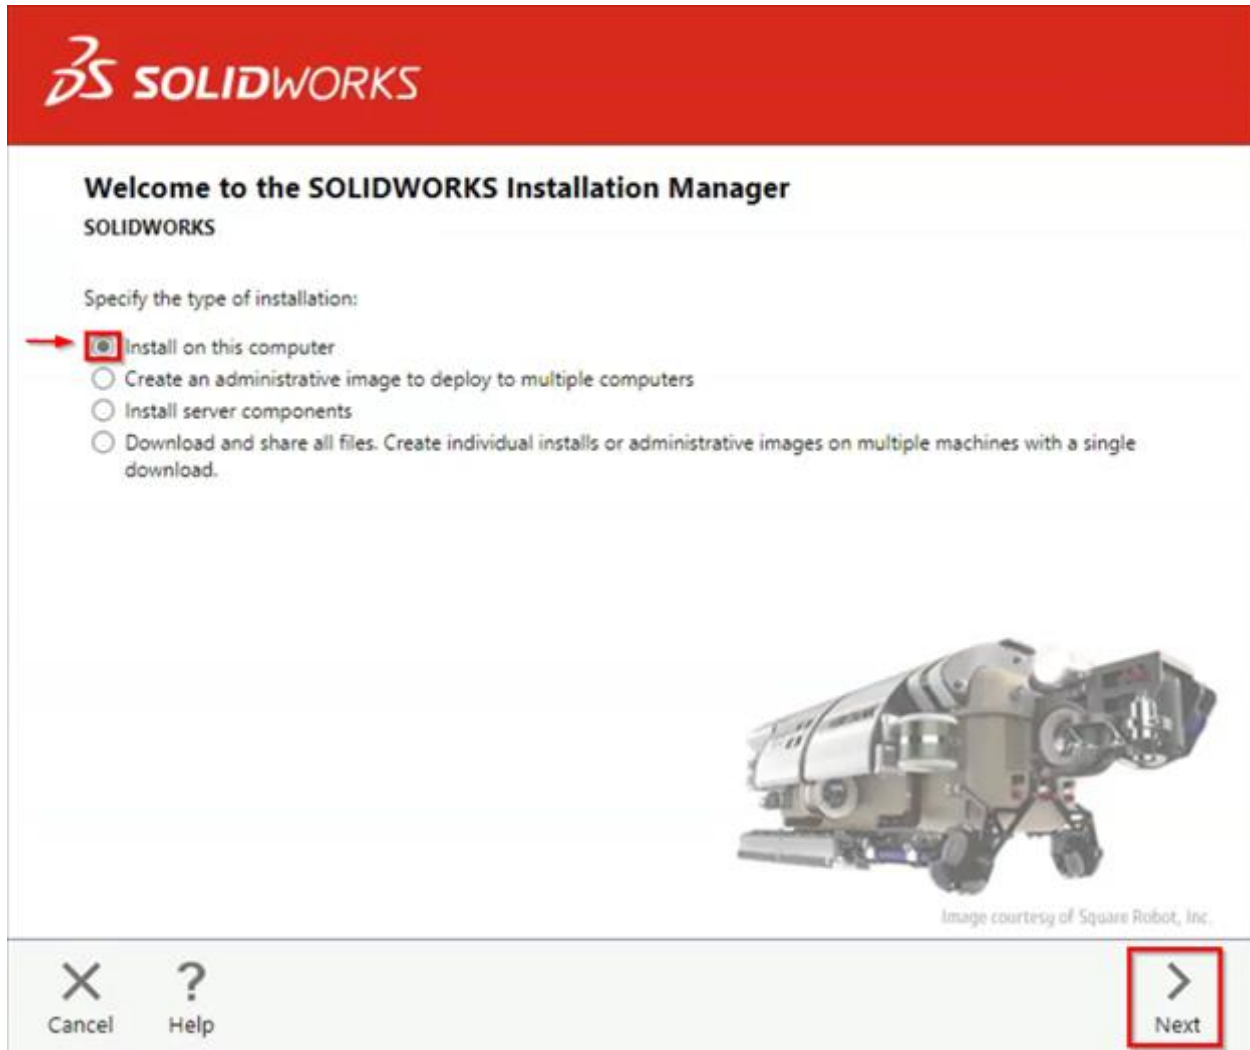 3S SOLIDWORKS
Welcome to the SOLIDWORKS Installation Manager
SOLIDWORKS
Specify the type of installation:
Install on this computer
Create an administrative image to deploy to multiple computers
Install server components
Download and share all files. Create individual installs or administrative images on multiple machines with a single
download.
Image courtesy of Square Robot, Inc.
Cancel
? Help
Next